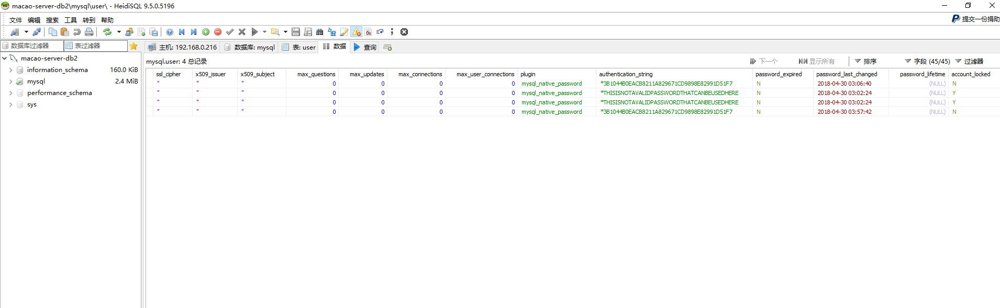 macao-server-db2\mysql\user\ - HeidiSQL 9.5.0.5196
文件 编辑 搜索 工具 转到 帮助
提交一份捐助
数据库过滤器 表过滤器
主机: 192.168.0.216 数据库: mysql 表: user 数据 查询
macao-server-db2
information_schema 160.0 KiB
mysql 2.4 MiB
performance_schema
sys
mysql.user: 4 总记录
下一个 显示所有 排序 字段 (45/45) 过滤器
ssl_cipher x509_issuer x509_subject max_questions max_updates max_connections max_user_connections plugin authentication_string password_expired password_last_changed password_lifetime account_locked
" " " 0 0 0 0 mysql_native_password *3B1044B0EACB8211A829671CD9898E82991D51F7 N 2018-04-30 03:06:40 (NULL) N
" " " 0 0 0 0 mysql_native_password *THISISNOTAVALIDPASSWORDTHATCANBEUSEDHERE N 2018-04-30 03:02:24 (NULL) Y
" " " 0 0 0 0 mysql_native_password *THISISNOTAVALIDPASSWORDTHATCANBEUSEDHERE N 2018-04-30 03:02:24 (NULL) Y
" " " 0 0 0 0 mysql_native_password *3B1044B0EACB8211A829671CD9898E82991D51F7 N 2018-04-30 03:57:42 (NULL) N